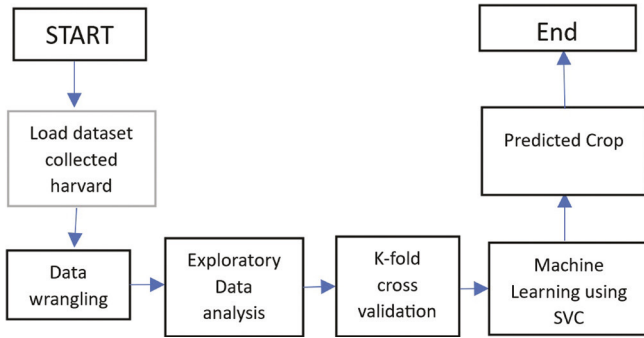 START
Load dataset
collected
harvard
Data
wrangling
Exploratory
Data
analysis
K-fold
cross
validation
Machine
Learning using
SVC
Predicted Crop
End